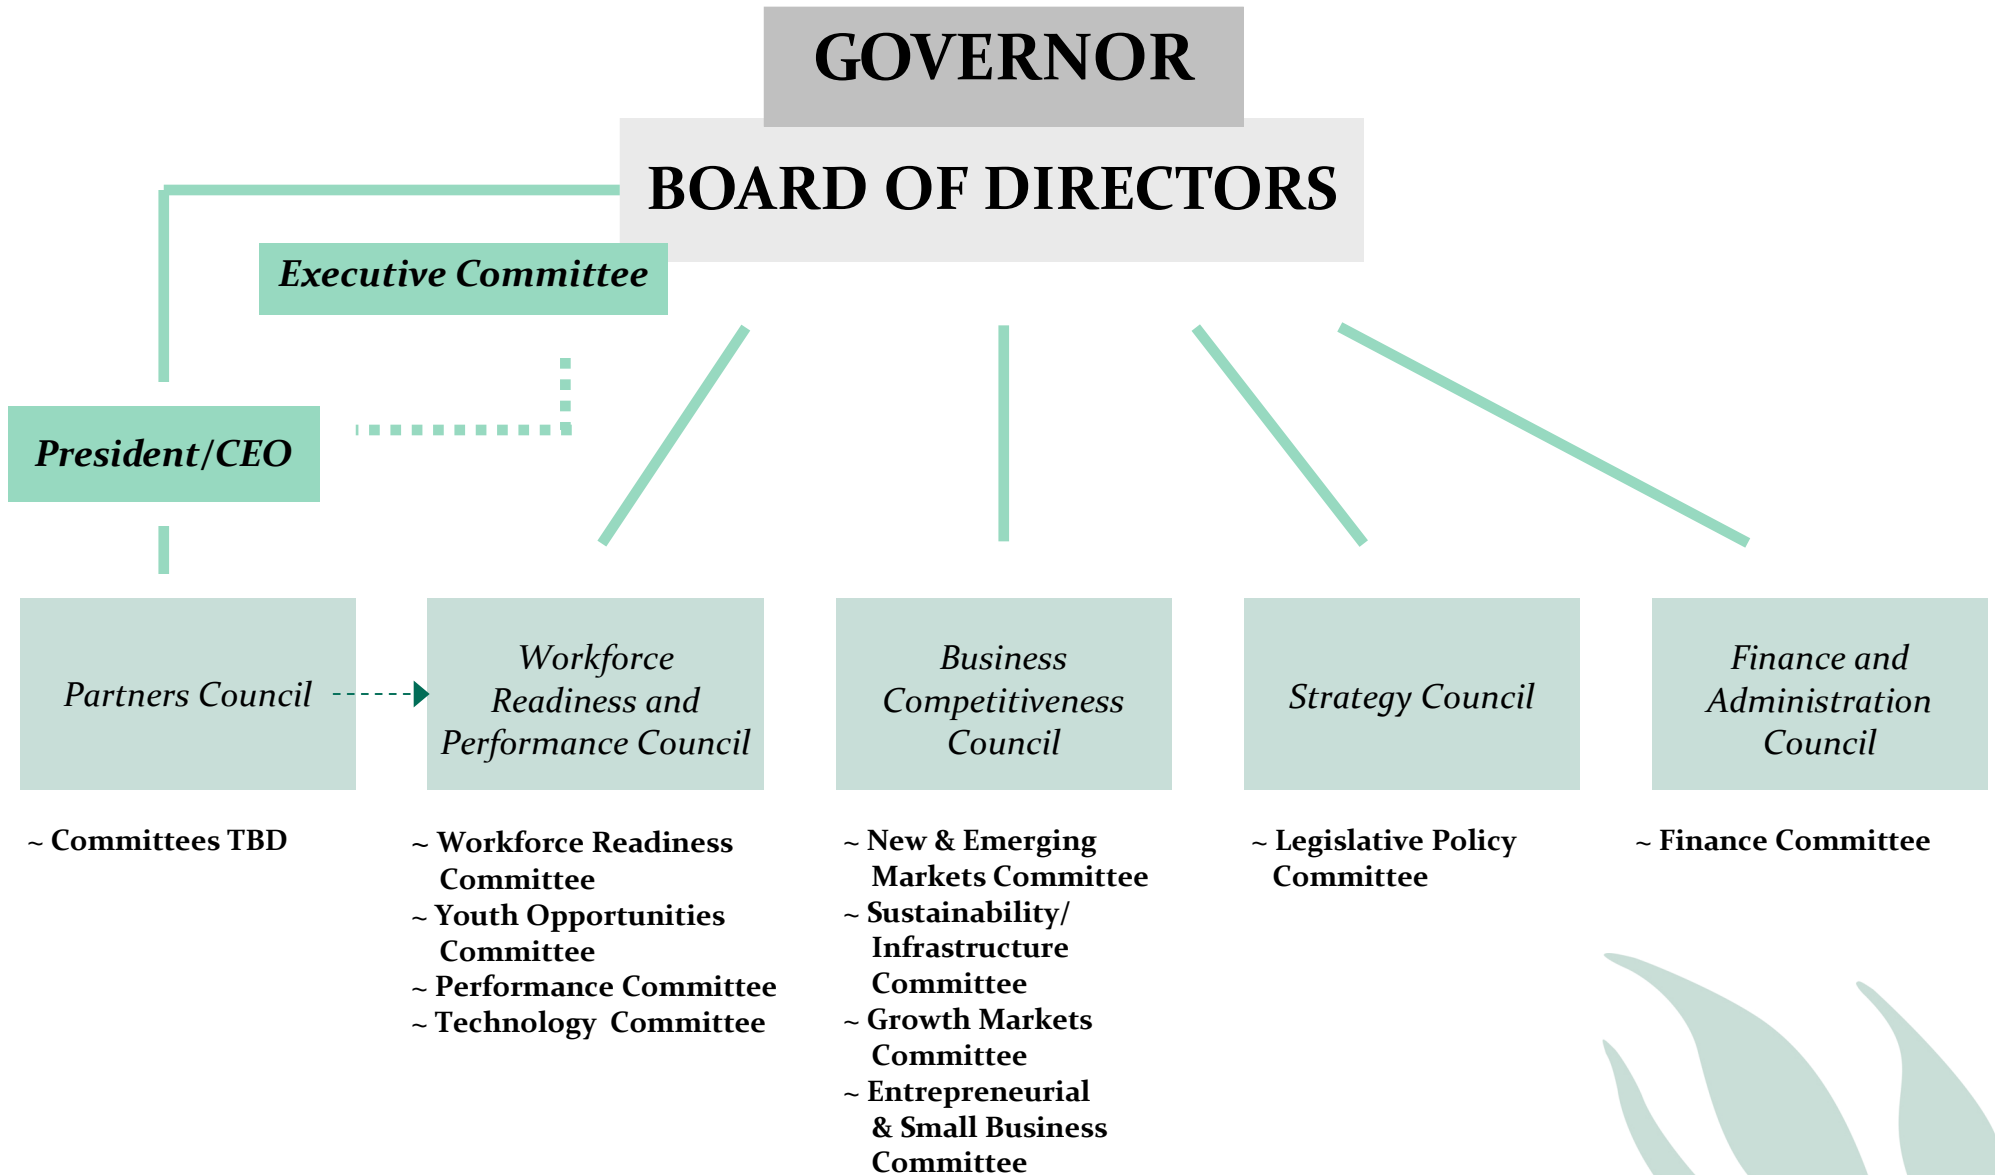 GOVERNOR
BOARD OF DIRECTORS
Executive Committee
President/CEO
Partners Council
Workforce
Readiness and
Performance Council
Business
Competitiveness
Council
Strategy Council
Finance and
Administration
Council
~ Committees TBD
~ Workforce Readiness
Committee
~ Youth Opportunities
Committee
~ Performance Committee
~ Technology  Committee
~ New & Emerging
Markets Committee
~ Sustainability/
Infrastructure
Committee
~ Growth Markets
Committee
~ Entrepreneurial
& Small Business
Committee
~ Legislative Policy
Committee
~ Finance Committee